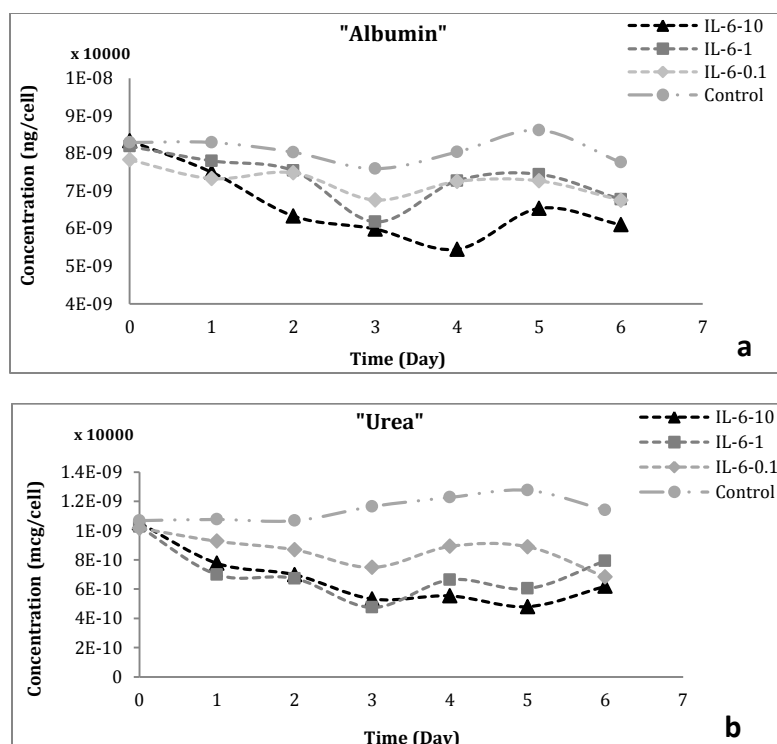 "Albumin"
x 10000
IL-6-10
IL-6-1
IL-6-0.1
Control
Concentration (ng/cell)
1E-08
9E-09
8E-09
7E-09
6E-09
5E-09
4E-09
0 1 2 3 4 5 6 7
Time (Day)
a
"Urea"
x 10000
IL-6-10
IL-6-1
IL-6-0.1
Control
Concentration (mcg/cell)
1.4E-09
1.2E-09
1E-09
8E-10
6E-10
4E-10
2E-10
0
0 1 2 3 4 5 6 7
Time (Day)
b